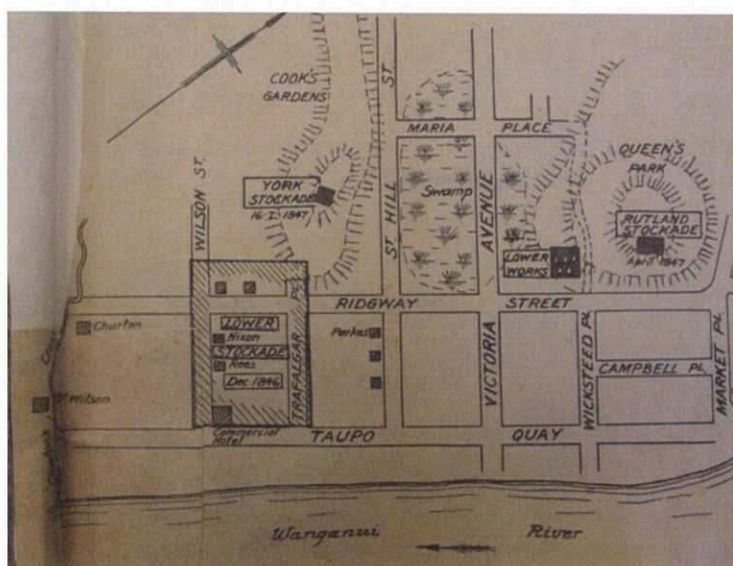 COOK'S
GARDENS
ST.
MARIA PLACE
QUEEN'S
PARK
WILSON ST.
YORK
STOCKADE
16-I-1847
ST HILL
Swamp
AVENUE
RUTLAND
STOCKADE
April 1847
LOWER
WORKS
RIDGWAY STREET
PL.
Churton
LOWER
Nixon
STOCKADE
Rees
Dec 1846
TRAFALGAR
Perkes
VICTORIA
WICKSTEED PL.
CAMPBELL PL.
MARKET PL.
Wilson
Commercial
Hotel
TAUPO QUAY
Wanganui River